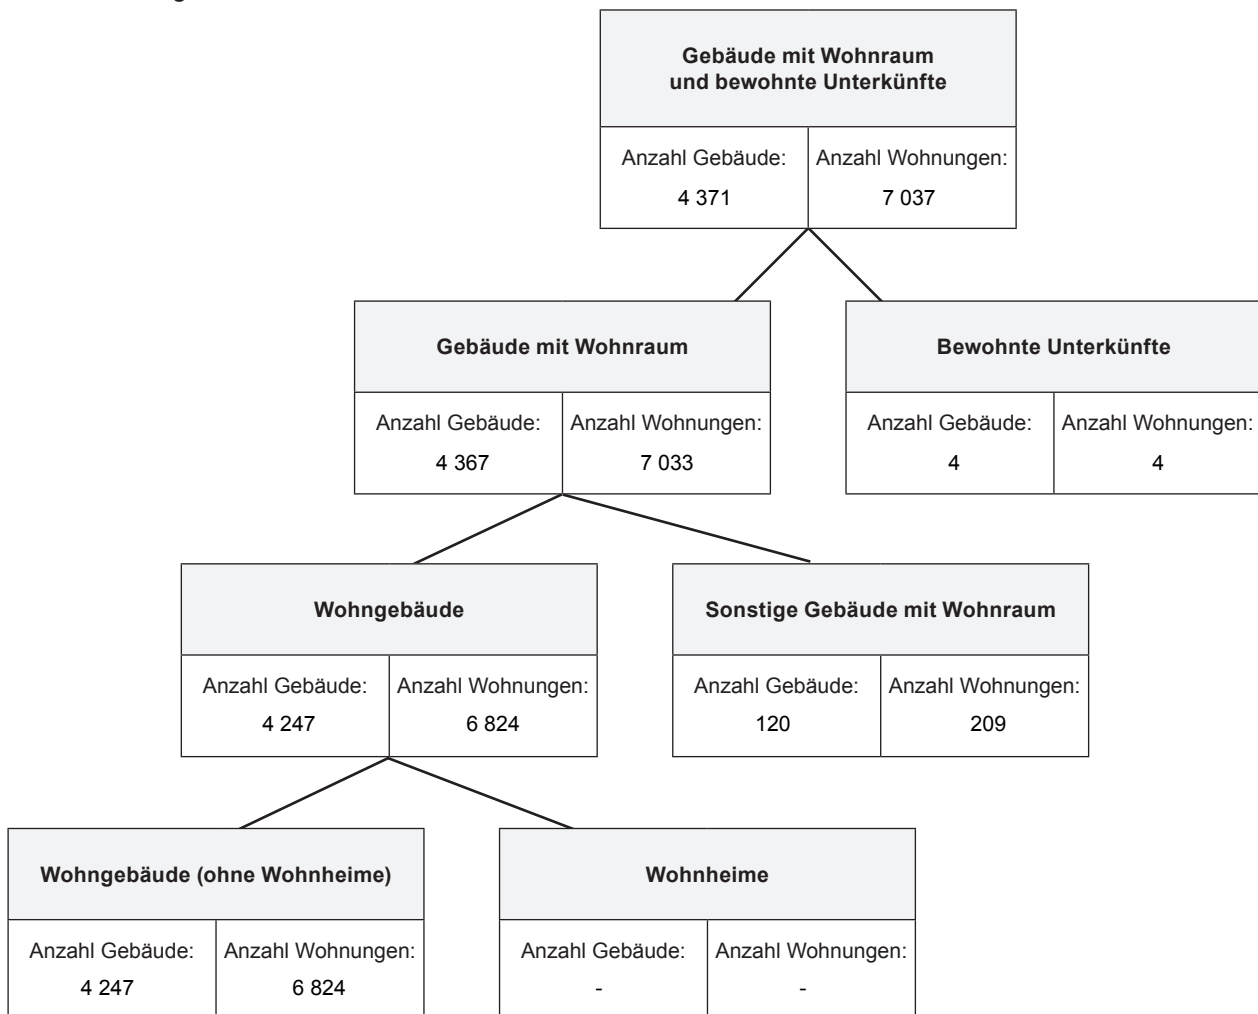 Gebäude mit Wohnraum
und bewohnte Unterkünfte
Anzahl Gebäude: Anzahl Wohnungen:
4 371 7 037
Gebäude mit Wohnraum
Bewohnte Unterkünfte
Anzahl Gebäude: Anzahl Wohnungen:
4 367 7 033
Anzahl Gebäude: Anzahl Wohnungen:
4 4
Wohngebäude
Sonstige Gebäude mit Wohnraum
Anzahl Gebäude: Anzahl Wohnungen:
4 247 6 824
Anzahl Gebäude: Anzahl Wohnungen:
120 209
Wohngebäude (ohne Wohnheime)
Wohnheime
Anzahl Gebäude: Anzahl Wohnungen:
4 247 6 824
Anzahl Gebäude: Anzahl Wohnungen:
- -